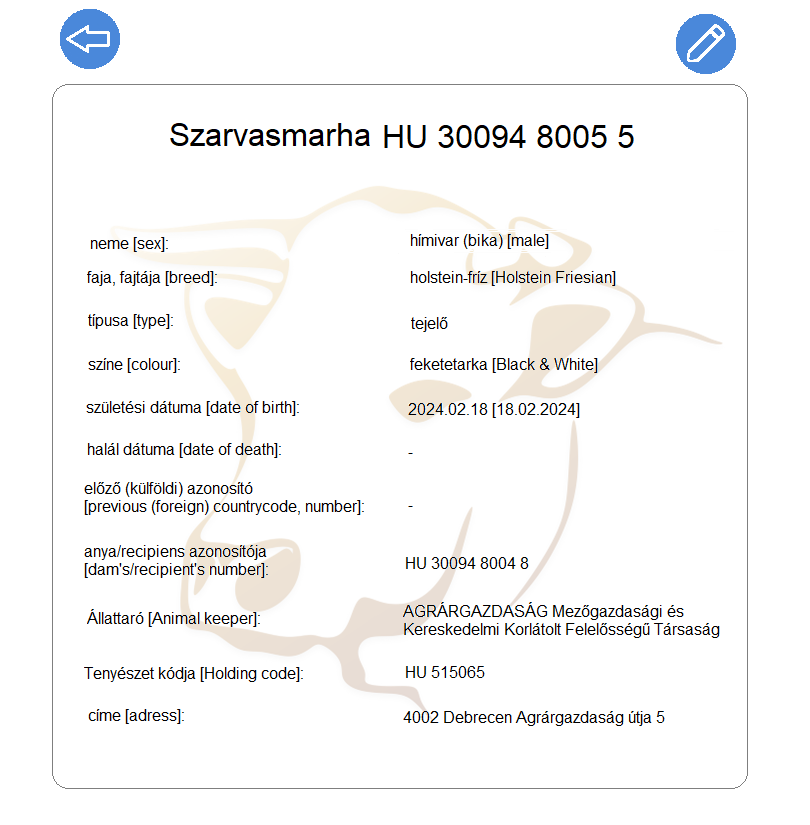 Szarvasmarha HU 30094 8005 5
neme [sex]: hímivar (bika) [male]
faja, fajtája [breed]: holstein-fríz [Holstein Friesian]
típusa [type]: tejelő
színe [colour]: feketetarka [Black & White]
születési dátuma [date of birth]: 2024.02.18 [18.02.2024]
halál dátuma [date of death]: -
előző (külföldi) azonosító
[previous (foreign) countrycode, number]: -
anya/recipiens azonosítója
[dam's/recipient's number]: HU 30094 8004 8
Állattaró [Animal keeper]: AGRÁRGAZDASÁG Mezőgazdasági és
Kereskedelmi Korlátolt Felelősségű Társaság
Tenyészet kódja [Holding code]: HU 515065
címe [adress]: 4002 Debrecen Agrárgazdaság útja 5